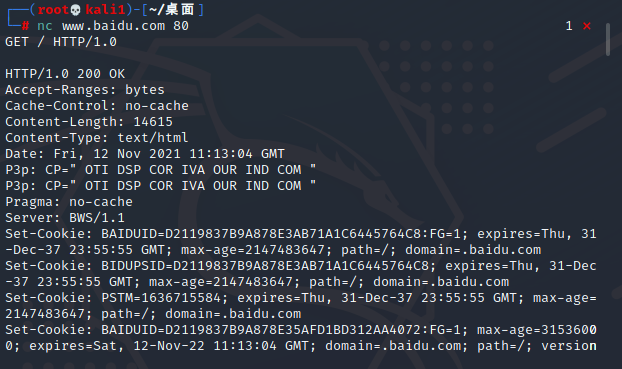 ┌──(root💀kali1)-[~/桌面]
└─# nc www.baidu.com 80 1 ⨯
GET / HTTP/1.0

HTTP/1.0 200 OK
Accept-Ranges: bytes
Cache-Control: no-cache
Content-Length: 14615
Content-Type: text/html
Date: Fri, 12 Nov 2021 11:13:04 GMT
P3p: CP=" OTI DSP COR IVA OUR IND COM "
P3p: CP=" OTI DSP COR IVA OUR IND COM "
Pragma: no-cache
Server: BWS/1.1
Set-Cookie: BAIDUID=D2119837B9A878E3AB71A1C6445764C8:FG=1; expires=Thu, 31
-Dec-37 23:55:55 GMT; max-age=2147483647; path=/; domain=.baidu.com
Set-Cookie: BIDUPSID=D2119837B9A878E3AB71A1C6445764C8; expires=Thu, 31-Dec
-37 23:55:55 GMT; max-age=2147483647; path=/; domain=.baidu.com
Set-Cookie: PSTM=1636715584; expires=Thu, 31-Dec-37 23:55:55 GMT; max-age=
2147483647; path=/; domain=.baidu.com
Set-Cookie: BAIDUID=D2119837B9A878E35AFD1BD312AA4072:FG=1; max-age=3153600
0; expires=Sat, 12-Nov-22 11:13:04 GMT; domain=.baidu.com; path=/; version